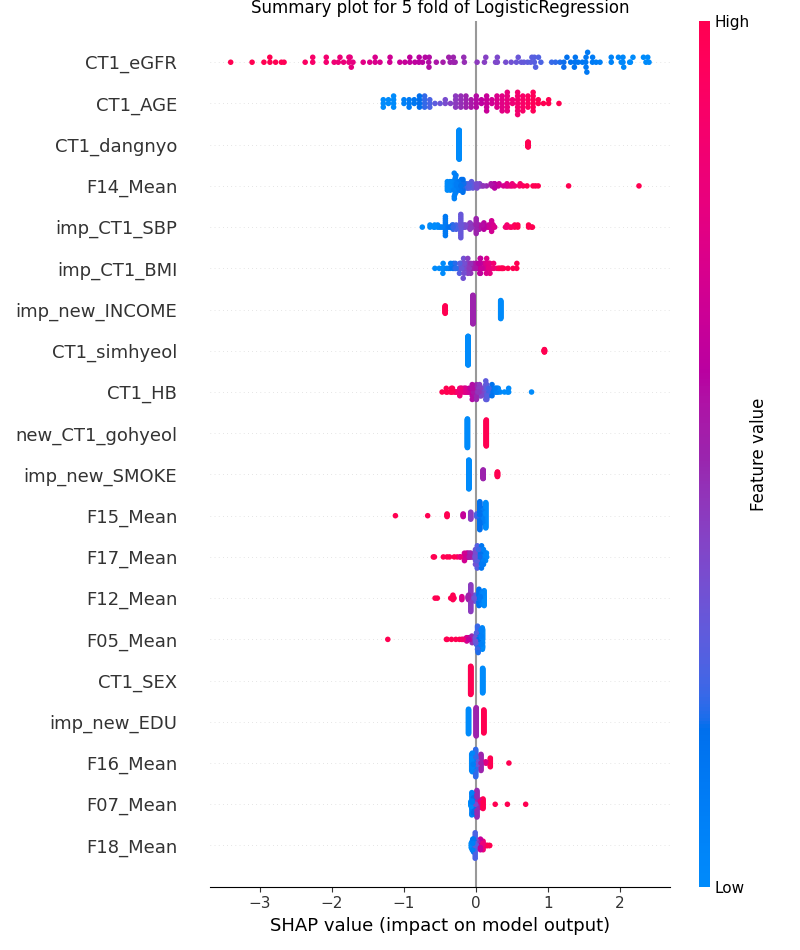 Summary plot for 5 fold of LogisticRegression
High
CT1_eGFR
CT1_AGE
CT1_dangnyo
F14_Mean
imp_CT1_SBP
imp_CT1_BMI
imp_new_INCOME
CT1_simhyeol
CT1_HB
new_CT1_gohyeol
imp_new_SMOKE
F15_Mean
F17_Mean
F12_Mean
F05_Mean
CT1_SEX
imp_new_EDU
F16_Mean
F07_Mean
F18_Mean
Feature value
Low
−3 −2 −1 0 1 2
SHAP value (impact on model output)